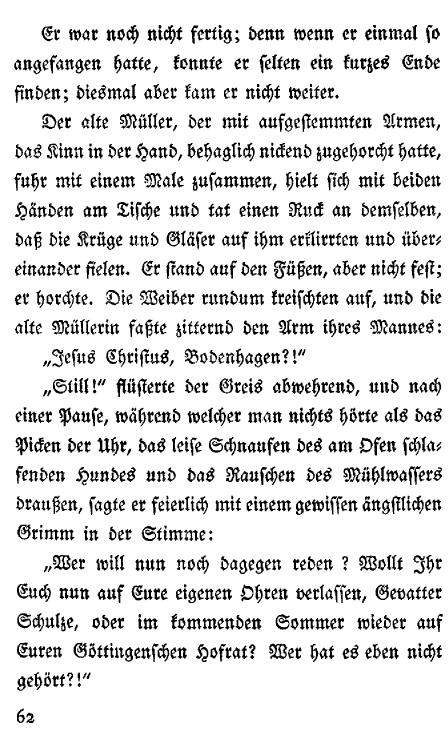 Er war noch nicht fertig; denn wenn er einmal so
angefangen hatte, konnte er selten ein kurzes Ende
finden; diesmal aber kam er nicht weiter.
Der alte Müller, der mit aufgestemmten Armen,
das Kinn in der Hand, behaglich nickend zugehorcht hatte,
fuhr mit einem Male zusammen, hielt sich mit beiden
Händen am Tische und tat einen Ruck an demselben,
daß die Krüge und Gläser auf ihm erklirrten und über-
einander fielen. Er stand auf den Füßen, aber nicht fest;
er horchte. Die Weiber rundum kreischten auf, und die
alte Müllerin faßte zitternd den Arm ihres Mannes:
„Jesus Christus, Bodenhagen?!"
„Still!" flüsterte der Greis abwehrend, und nach
einer Pause, während welcher man nichts hörte als das
Picken der Uhr, das leise Schnaufen des am Ofen schla-
fenden Hundes und das Rauschen des Mühlwassers
draußen, sagte er feierlich mit einem gewissen ängstlichen
Grimm in der Stimme:
„Wer will nun noch dagegen reden ? Wollt Ihr
Euch nun auf Eure eigenen Ohren verlassen, Gevatter
Schulze, oder im kommenden Sommer wieder auf
Euren Göttingenschen Hofrat? Wer hat es eben nicht
gehört?!"
62